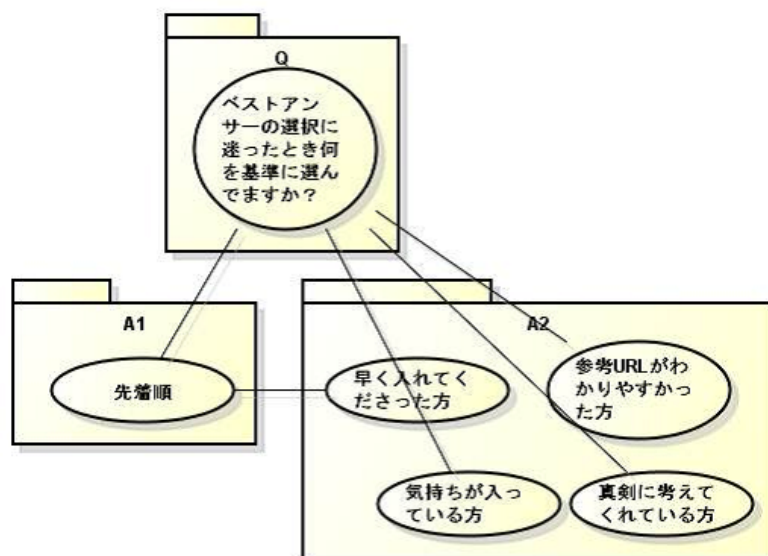 Q
ベストアン
サーの選択に
迷ったとき何
を基準に選ん
でますか？
A1
先着順
A2
早く入れてく
ださった方
参考URLがわ
かりやすかっ
た方
気持ちが入っ
ている方
真剣に考えて
くれている方